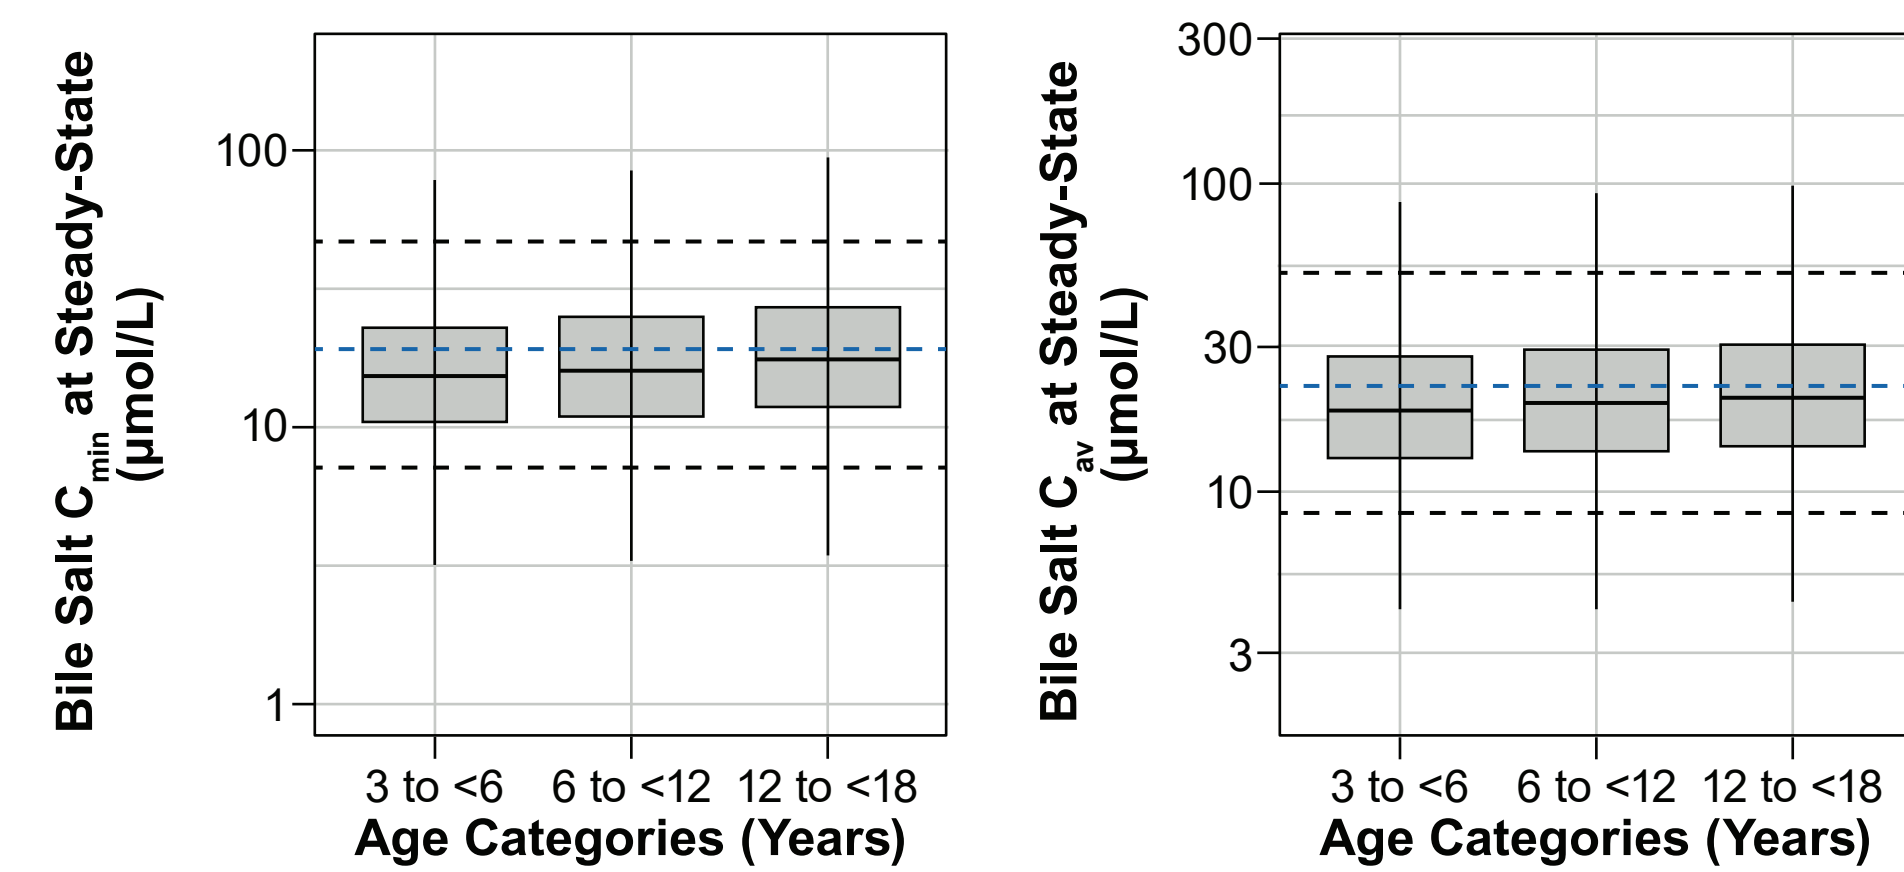 Bile Salt Cmin at Steady-State
(µmol/L)
100
10
1
3 to <6 6 to <12 12 to <18
Age Categories (Years)
Bile Salt Cav at Steady-State
(µmol/L)
300
100
30
10
3
3 to <6 6 to <12 12 to <18
Age Categories (Years)